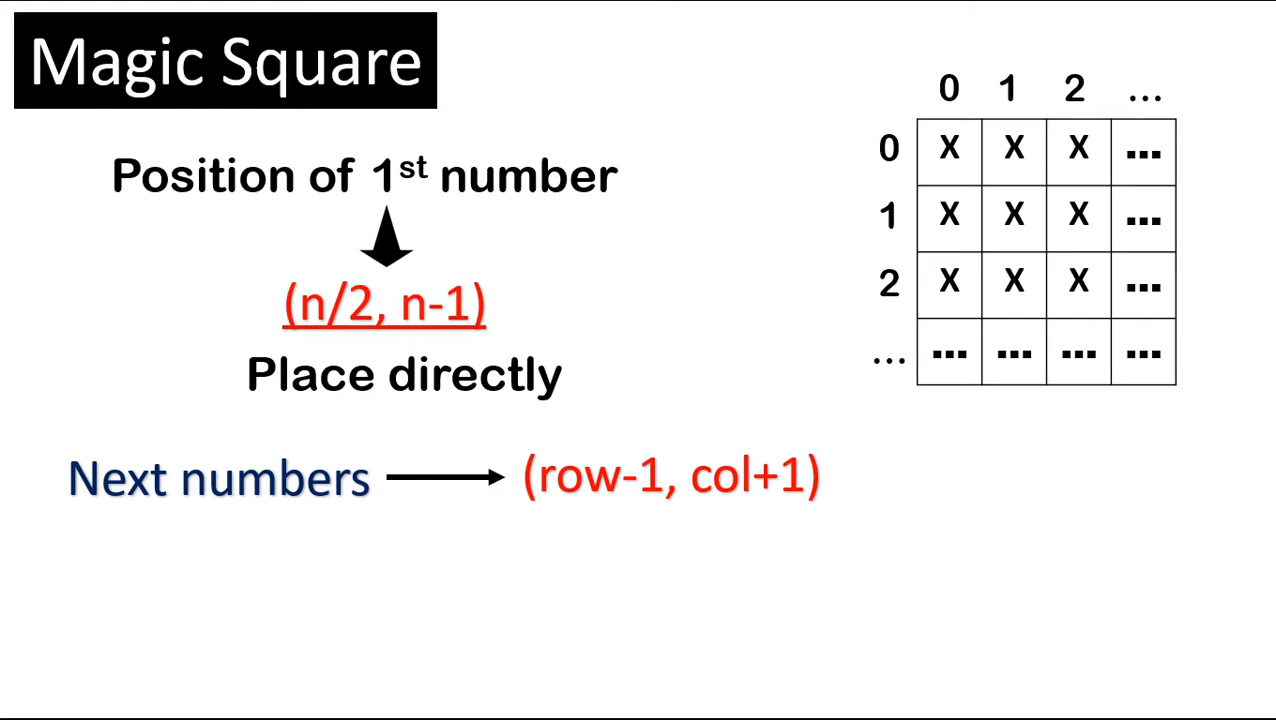 Magic Square
Position of 1st number
(n/2, n-1)
Place directly
Next numbers (row-1, col+1)
0 1 2 ...
0 X X X ...
1 X X X ...
2 X X X ...
... ... ... ... ...